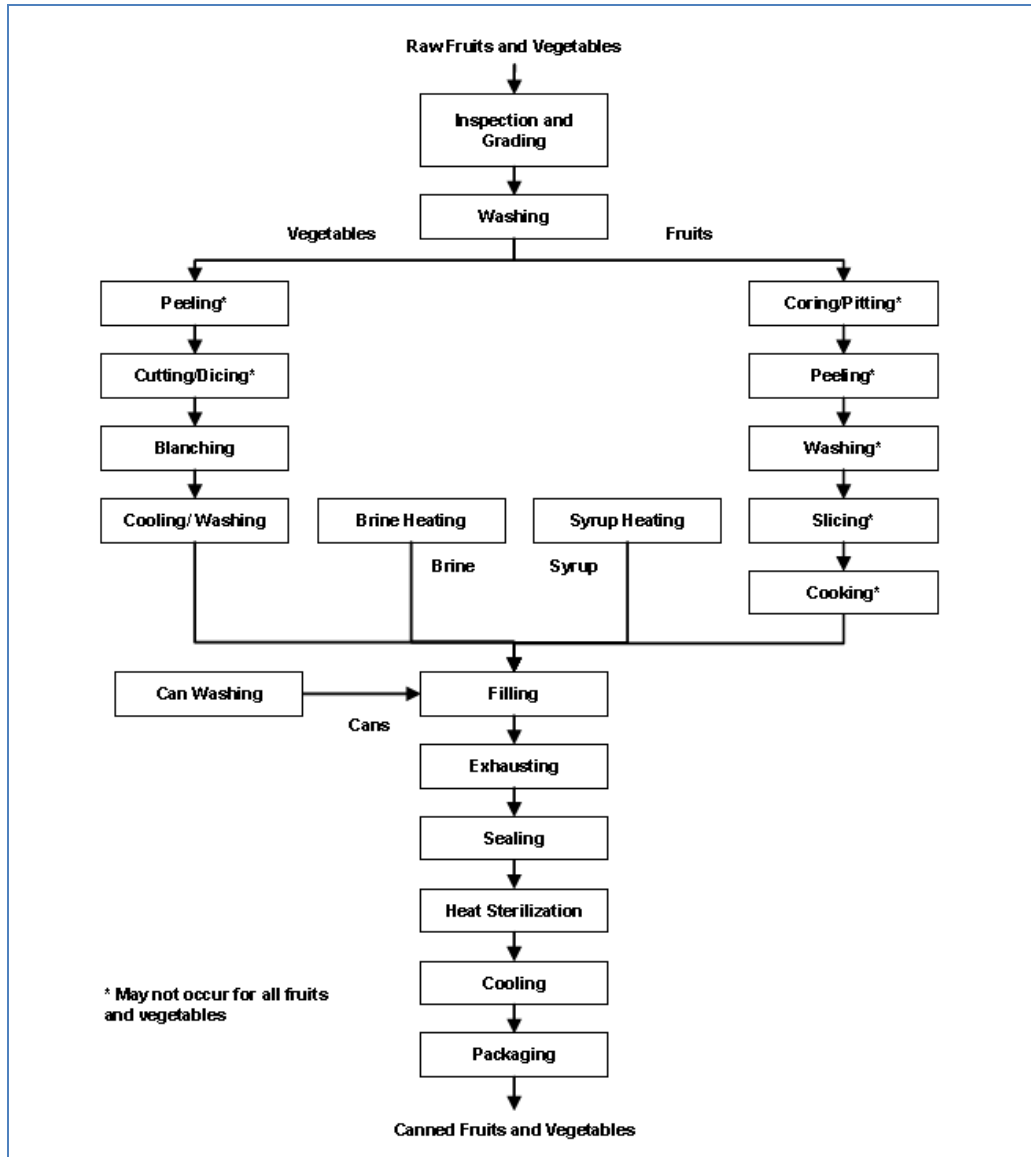 Raw Fruits and Vegetables
Inspection and
Grading
Washing
Vegetables
Fruits
Peeling*
Coring/Pitting*
Cutting/Dicing*
Peeling*
Blanching
Washing*
Cooling/ Washing
Brine Heating
Syrup Heating
Slicing*
Brine
Syrup
Cooking*
Can Washing
Filling
Cans
Exhausting
Sealing
Heat Sterilization
Cooling
* May not occur for all fruits
and vegetables
Packaging
Canned Fruits and Vegetables